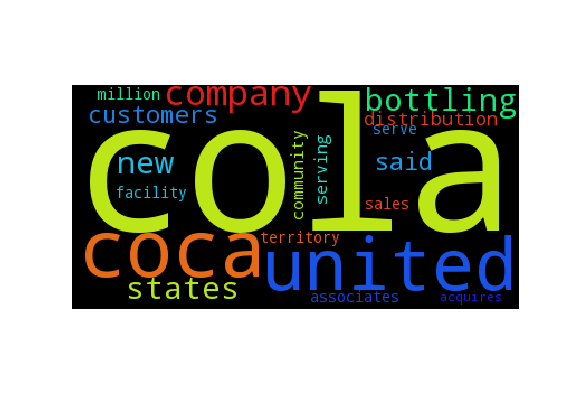 million
company
bottling
customers
distribution
cola
serve
new
said
community
serving
facility
sales
coca
territory
united
states
associates
acquires